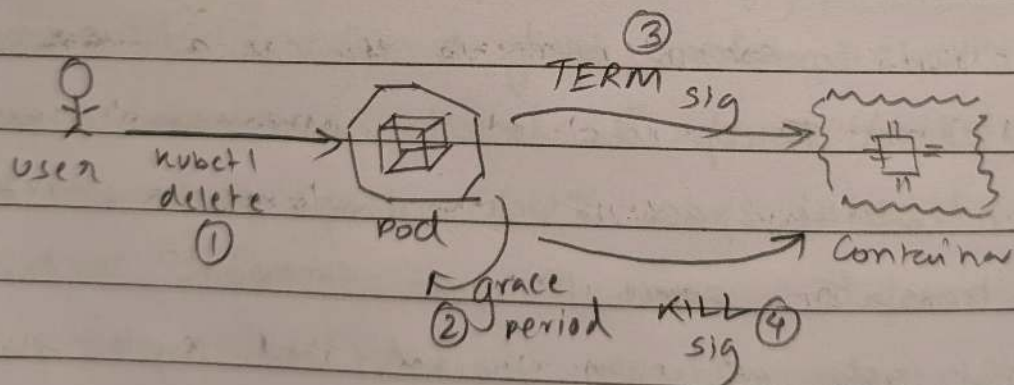 ③
TERM sig
user
kubectl
delete
①
Pod
Container
grace
② period
KILL ④
sig